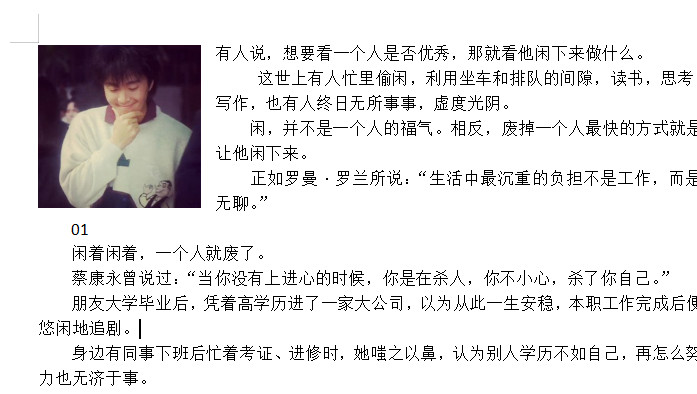 有人说，想要看一个人是否优秀，那就看他闲下来做什么。
这世上有人忙里偷闲，利用坐车和排队的间隙，读书，思考
写作，也有人终日无所事事，虚度光阴。
闲，并不是一个人的福气。相反，废掉一个人最快的方式就是
让他闲下来。
正如罗曼·罗兰所说：“生活中最沉重的负担不是工作，而是
无聊。”
01
闲着闲着，一个人就废了。
蔡康永曾说过：“当你没有上进心的时候，你是在杀人，你不小心，杀了你自己。”
朋友大学毕业后，凭着高学历进了一家大公司，以为从此一生安稳，本职工作完成后便
悠闲地追剧。
身边有同事下班后忙着考证、进修时，她嗤之以鼻，认为别人学历不如自己，再怎么努
力也无济于事。